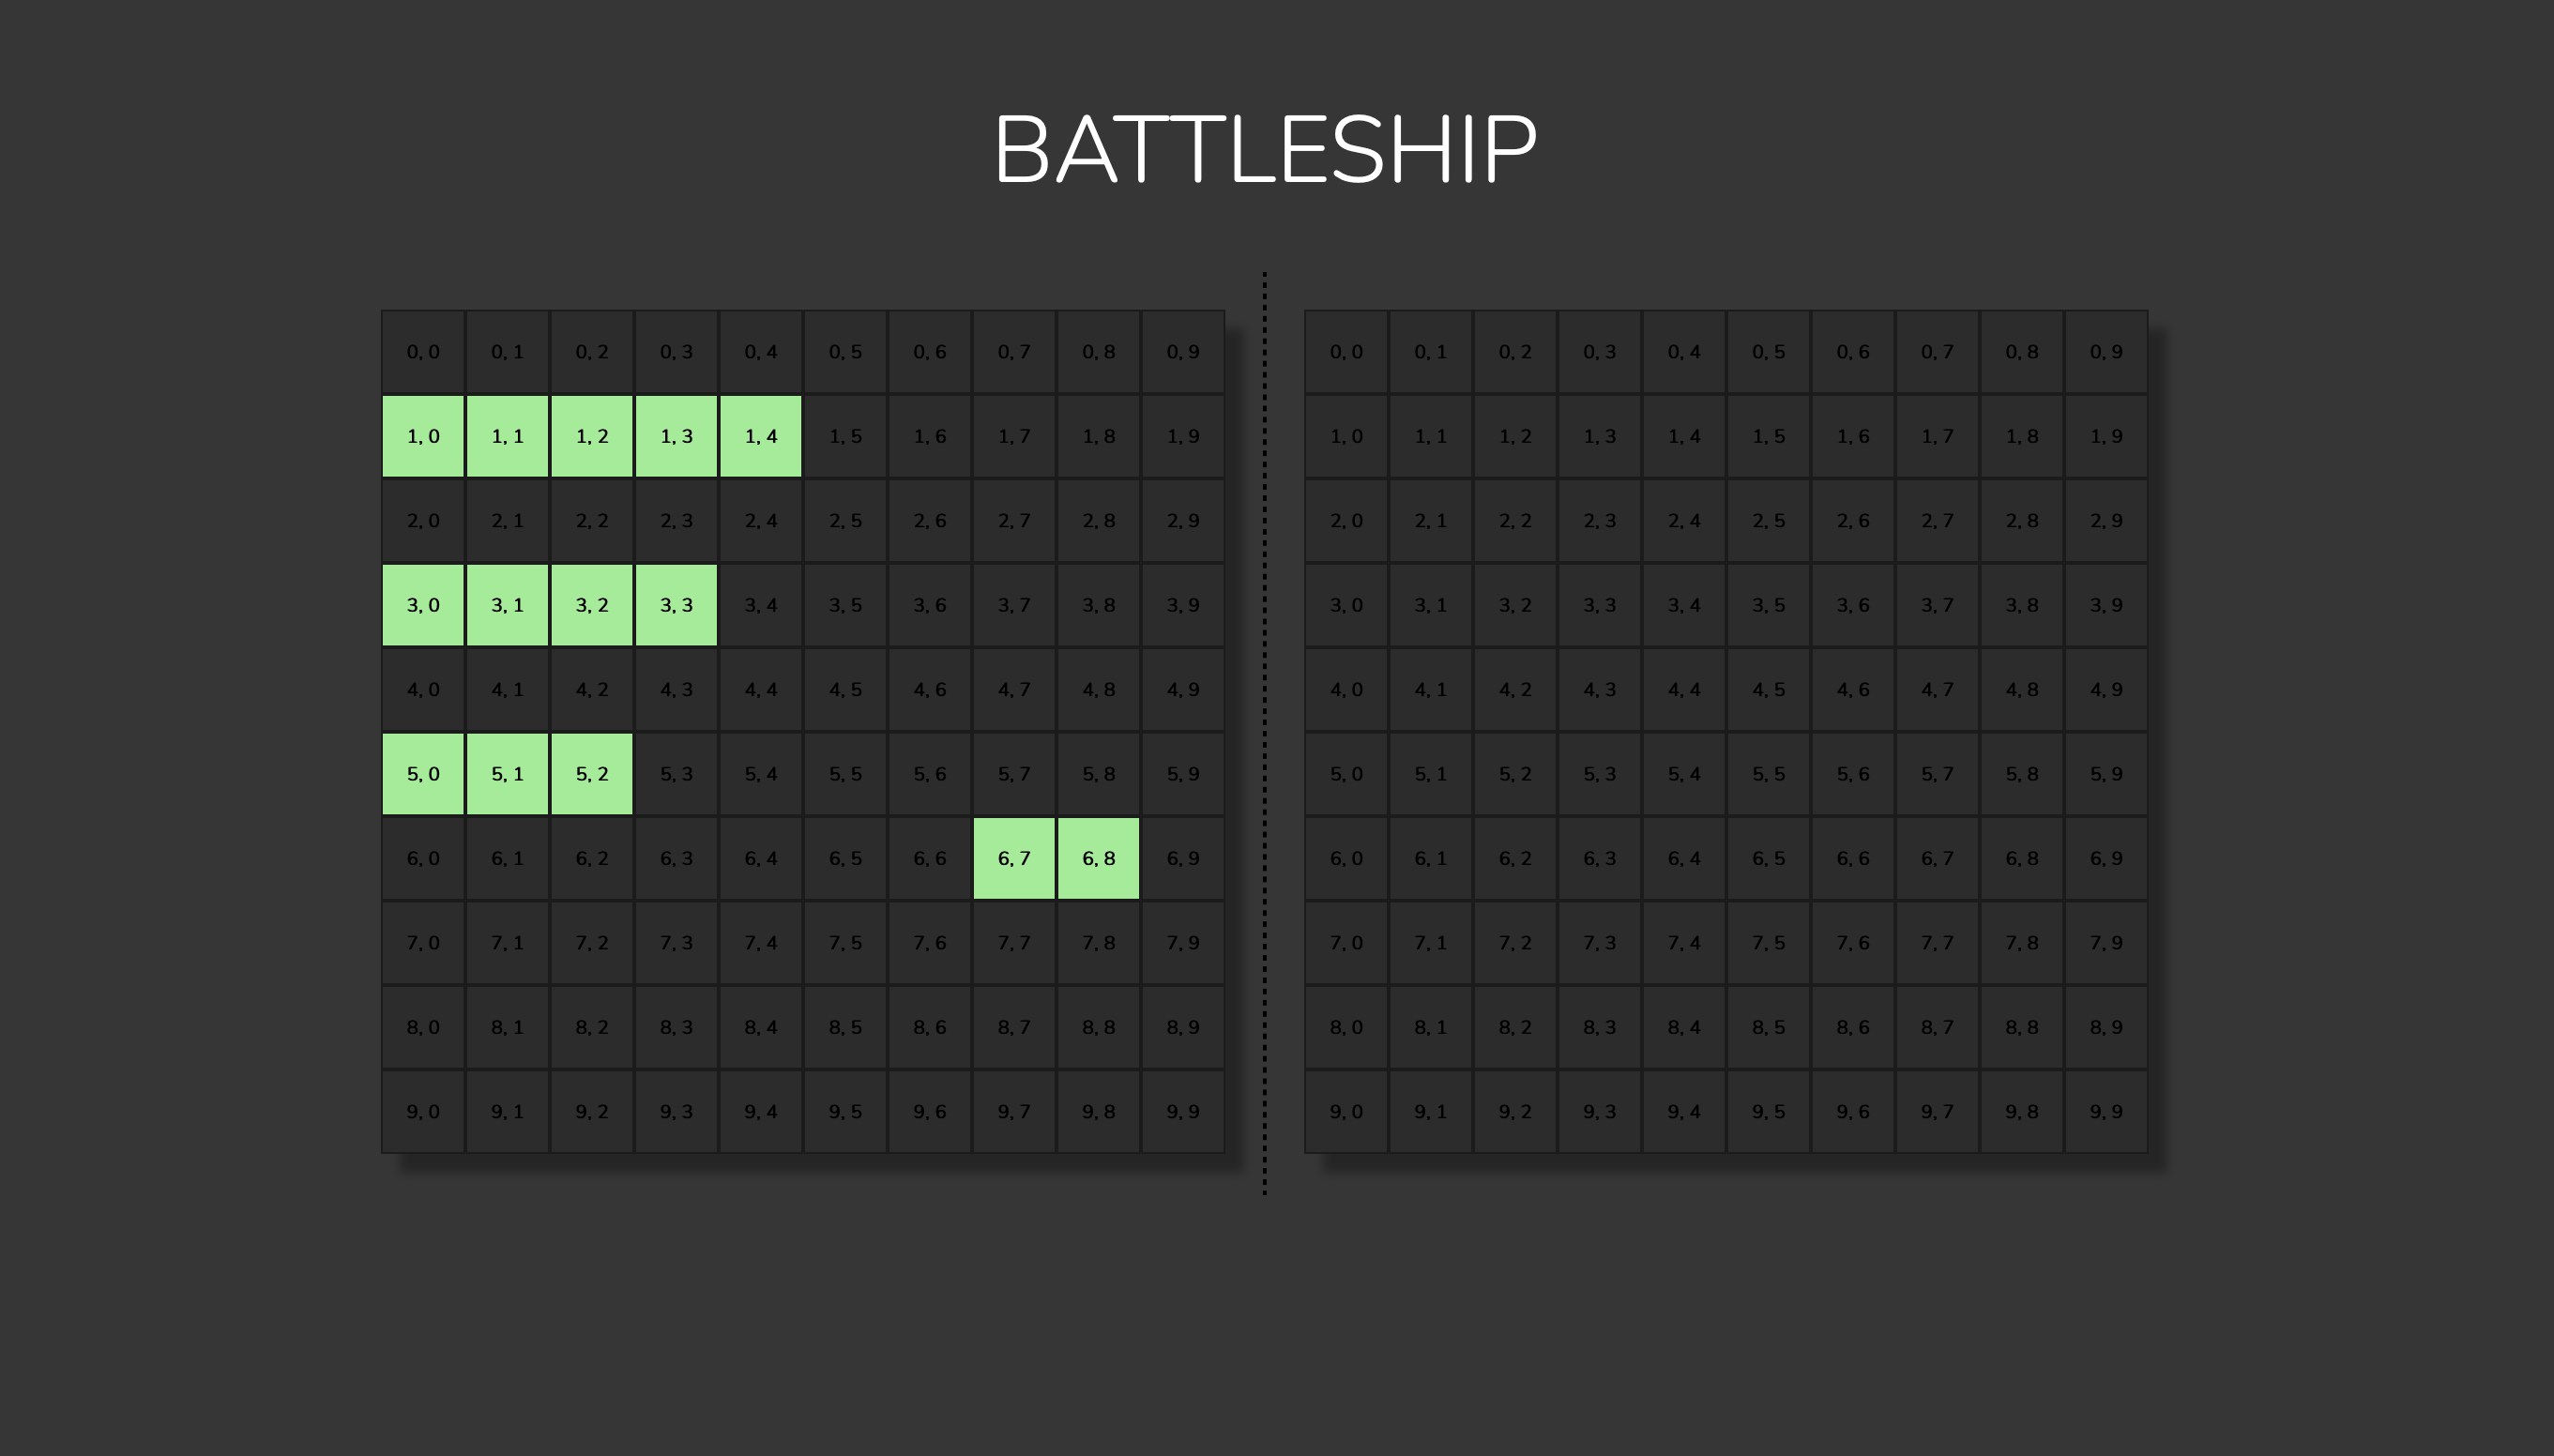 BATTLESHIP
0, 0 0, 1 0, 2 0, 3 0, 4 0, 5 0, 6 0, 7 0, 8 0, 9
1, 0 1, 1 1, 2 1, 3 1, 4 1, 5 1, 6 1, 7 1, 8 1, 9
2, 0 2, 1 2, 2 2, 3 2, 4 2, 5 2, 6 2, 7 2, 8 2, 9
3, 0 3, 1 3, 2 3, 3 3, 4 3, 5 3, 6 3, 7 3, 8 3, 9
4, 0 4, 1 4, 2 4, 3 4, 4 4, 5 4, 6 4, 7 4, 8 4, 9
5, 0 5, 1 5, 2 5, 3 5, 4 5, 5 5, 6 5, 7 5, 8 5, 9
6, 0 6, 1 6, 2 6, 3 6, 4 6, 5 6, 6 6, 7 6, 8 6, 9
7, 0 7, 1 7, 2 7, 3 7, 4 7, 5 7, 6 7, 7 7, 8 7, 9
8, 0 8, 1 8, 2 8, 3 8, 4 8, 5 8, 6 8, 7 8, 8 8, 9
9, 0 9, 1 9, 2 9, 3 9, 4 9, 5 9, 6 9, 7 9, 8 9, 9
0, 0 0, 1 0, 2 0, 3 0, 4 0, 5 0, 6 0, 7 0, 8 0, 9
1, 0 1, 1 1, 2 1, 3 1, 4 1, 5 1, 6 1, 7 1, 8 1, 9
2, 0 2, 1 2, 2 2, 3 2, 4 2, 5 2, 6 2, 7 2, 8 2, 9
3, 0 3, 1 3, 2 3, 3 3, 4 3, 5 3, 6 3, 7 3, 8 3, 9
4, 0 4, 1 4, 2 4, 3 4, 4 4, 5 4, 6 4, 7 4, 8 4, 9
5, 0 5, 1 5, 2 5, 3 5, 4 5, 5 5, 6 5, 7 5, 8 5, 9
6, 0 6, 1 6, 2 6, 3 6, 4 6, 5 6, 6 6, 7 6, 8 6, 9
7, 0 7, 1 7, 2 7, 3 7, 4 7, 5 7, 6 7, 7 7, 8 7, 9
8, 0 8, 1 8, 2 8, 3 8, 4 8, 5 8, 6 8, 7 8, 8 8, 9
9, 0 9, 1 9, 2 9, 3 9, 4 9, 5 9, 6 9, 7 9, 8 9, 9